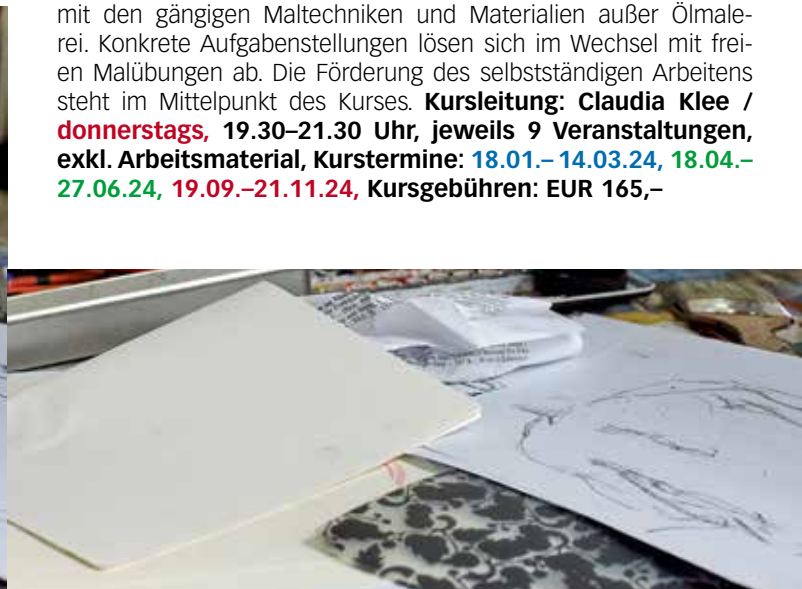 mit den gängigen Maltechniken und Materialien außer Ölmale-
rei. Konkrete Aufgabenstellungen lösen sich im Wechsel mit frei-
en Malübungen ab. Die Förderung des selbstständigen Arbeitens
steht im Mittelpunkt des Kurses. Kursleitung: Claudia Klee /
donnerstags, 19.30–21.30 Uhr, jeweils 9 Veranstaltungen,
exkl. Arbeitsmaterial, Kurstermine: 18.01.– 14.03.24, 18.04.–
27.06.24, 19.09.–21.11.24, Kursgebühren: EUR 165,–